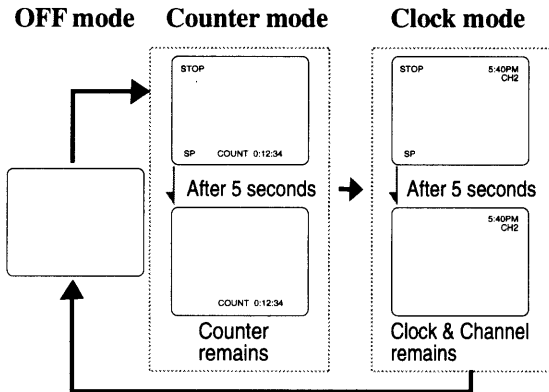 OFF mode
Counter mode
Clock mode
STOP
SP COUNT 0:12:34
After 5 seconds
COUNT 0:12:34
Counter
remains
STOP 5:40PM
CH2
SP
After 5 seconds
5:40PM
CH2
Clock & Channel
remains